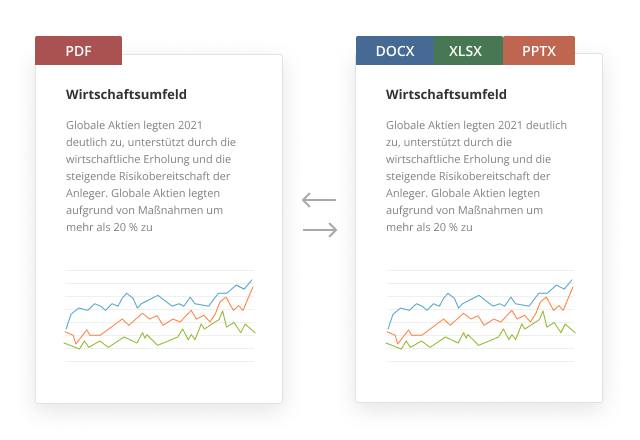 PDF
Wirtschaftsumfeld
Globale Aktien legten 2021
deutlich zu, unterstützt durch die
wirtschaftliche Erholung und die
steigende Risikobereitschaft der
Anleger. Globale Aktien legten
aufgrund von Maßnahmen um
mehr als 20 % zu
DOCX XLSX PPTX
Wirtschaftsumfeld
Globale Aktien legten 2021 deutlich
zu, unterstützt durch die
wirtschaftliche Erholung und die
steigende Risikobereitschaft der
Anleger. Globale Aktien legten
aufgrund von Maßnahmen um
mehr als 20 % zu